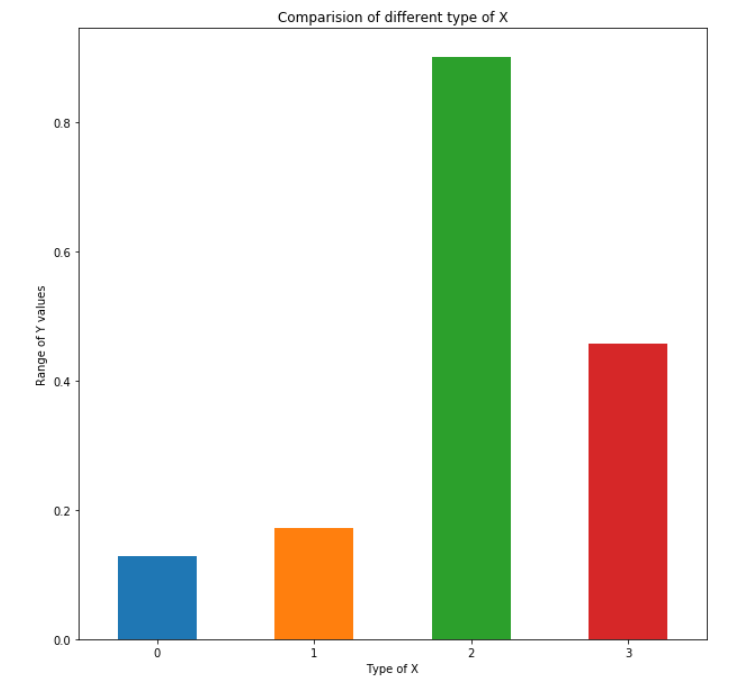 Comparision of different type of X
0.8
0.6
0.4
0.2
0.0
Range of Y values
0 1 2 3
Type of X